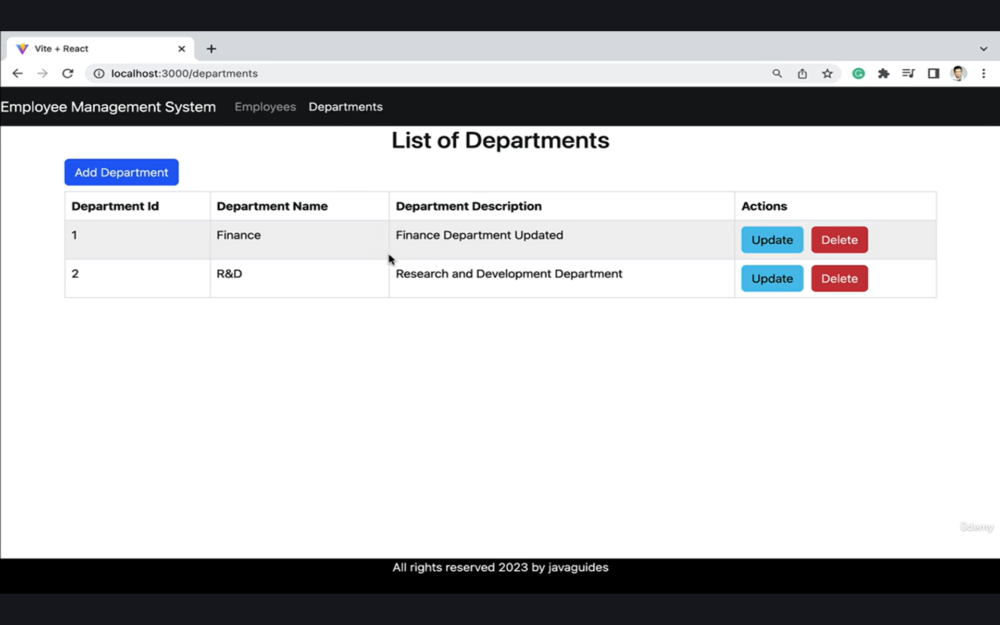 Vite + React
localhost:3000/departments
Employee Management System Employees Departments
List of Departments
Add Department
Department Id Department Name Department Description Actions
1 Finance Finance Department Updated Update Delete
2 R&D Research and Development Department Update Delete
ûdemy
All rights reserved 2023 by javaguides